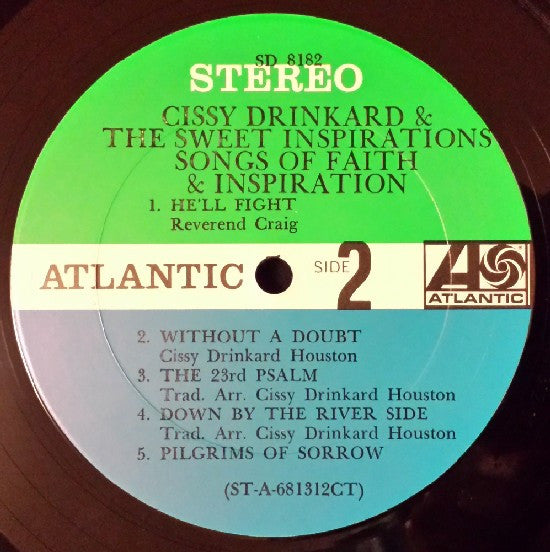 SD 8182
STEREO
CISSY DRINKARD &
THE SWEET INSPIRATIONS
SONGS OF FAITH
& INSPIRATION
1. HE'LL FIGHT
Reverend Craig
ATLANTIC
SIDE 2
ATLANTIC
2. WITHOUT A DOUBT
Cissy Drinkard Houston
3. THE 23rd PSALM
Trad. Arr. Cissy Drinkard Houston
4. DOWN BY THE RIVER SIDE
Trad. Arr. Cissy Drinkard Houston
5. PILGRIMS OF SORROW
(ST-A-681312CT)